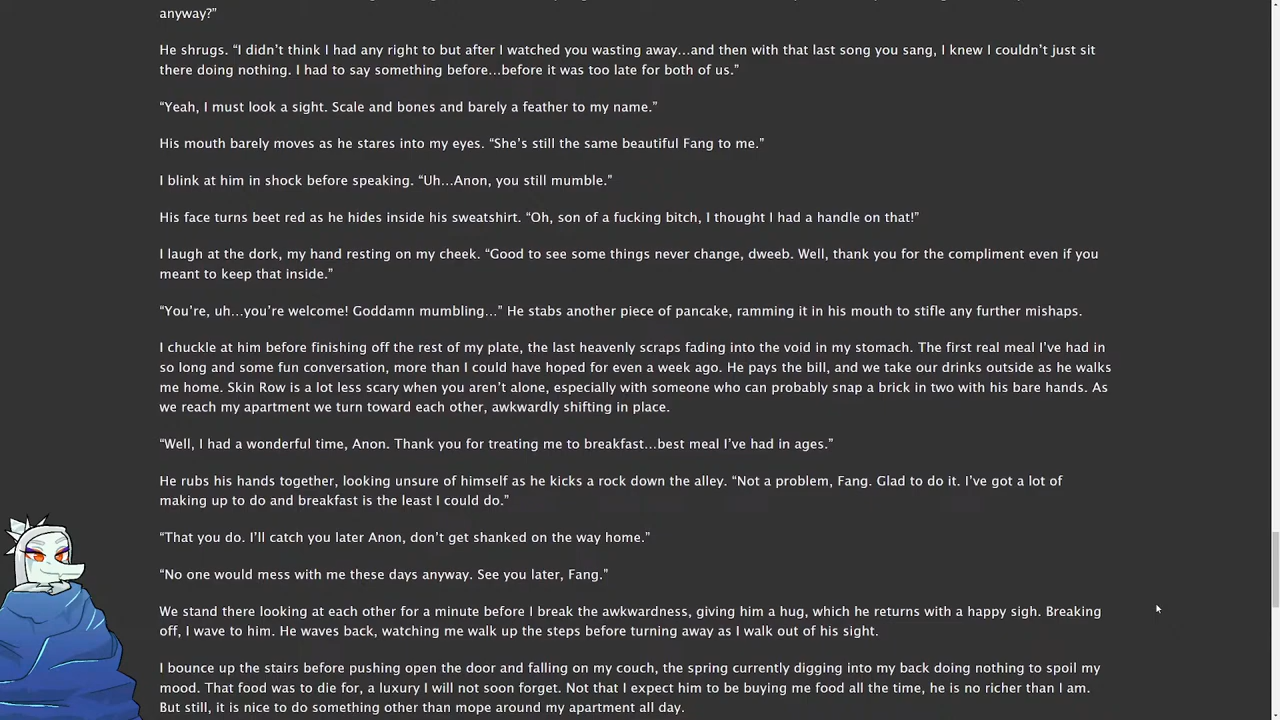 anyway?”
He shrugs. “I didn’t think I had any right to but after I watched you wasting away…and then with that last song you sang, I knew I couldn’t just sit
there doing nothing. I had to say something before…before it was too late for both of us.”
“Yeah, I must look a sight. Scale and bones and barely a feather to my name.”
His mouth barely moves as he stares into my eyes. “She’s still the same beautiful Fang to me.”
I blink at him in shock before speaking. “Uh…Anon, you still mumble.”
His face turns beet red as he hides inside his sweatshirt. “Oh, son of a fucking bitch, I thought I had a handle on that!”
I laugh at the dork, my hand resting on my cheek. “Good to see some things never change, dweeb. Well, thank you for the compliment even if you
meant to keep that inside.”
“You’re, uh…you’re welcome! Goddamn mumbling…” He stabs another piece of pancake, ramming it in his mouth to stifle any further mishaps.
I chuckle at him before finishing off the rest of my plate, the last heavenly scraps fading into the void in my stomach. The first real meal I’ve had in
so long and some fun conversation, more than I could have hoped for even a week ago. He pays the bill, and we take our drinks outside as he walks
me home. Skin Row is a lot less scary when you aren’t alone, especially with someone who can probably snap a brick in two with his bare hands. As
we reach my apartment we turn toward each other, awkwardly shifting in place.
“Well, I had a wonderful time, Anon. Thank you for treating me to breakfast…best meal I’ve had in ages.”
He rubs his hands together, looking unsure of himself as he kicks a rock down the alley. “Not a problem, Fang. Glad to do it. I’ve got a lot of
making up to do and breakfast is the least I could do.”
“That you do. I’ll catch you later Anon, don’t get shanked on the way home.”
“No one would mess with me these days anyway. See you later, Fang.”
We stand there looking at each other for a minute before I break the awkwardness, giving him a hug, which he returns with a happy sigh. Breaking
off, I wave to him. He waves back, watching me walk up the steps before turning away as I walk out of his sight.
I bounce up the stairs before pushing open the door and falling on my couch, the spring currently digging into my back doing nothing to spoil my
mood. That food was to die for, a luxury I will not soon forget. Not that I expect him to be buying me food all the time, he is no richer than I am.
But still, it is nice to do something other than mope around my apartment all day.